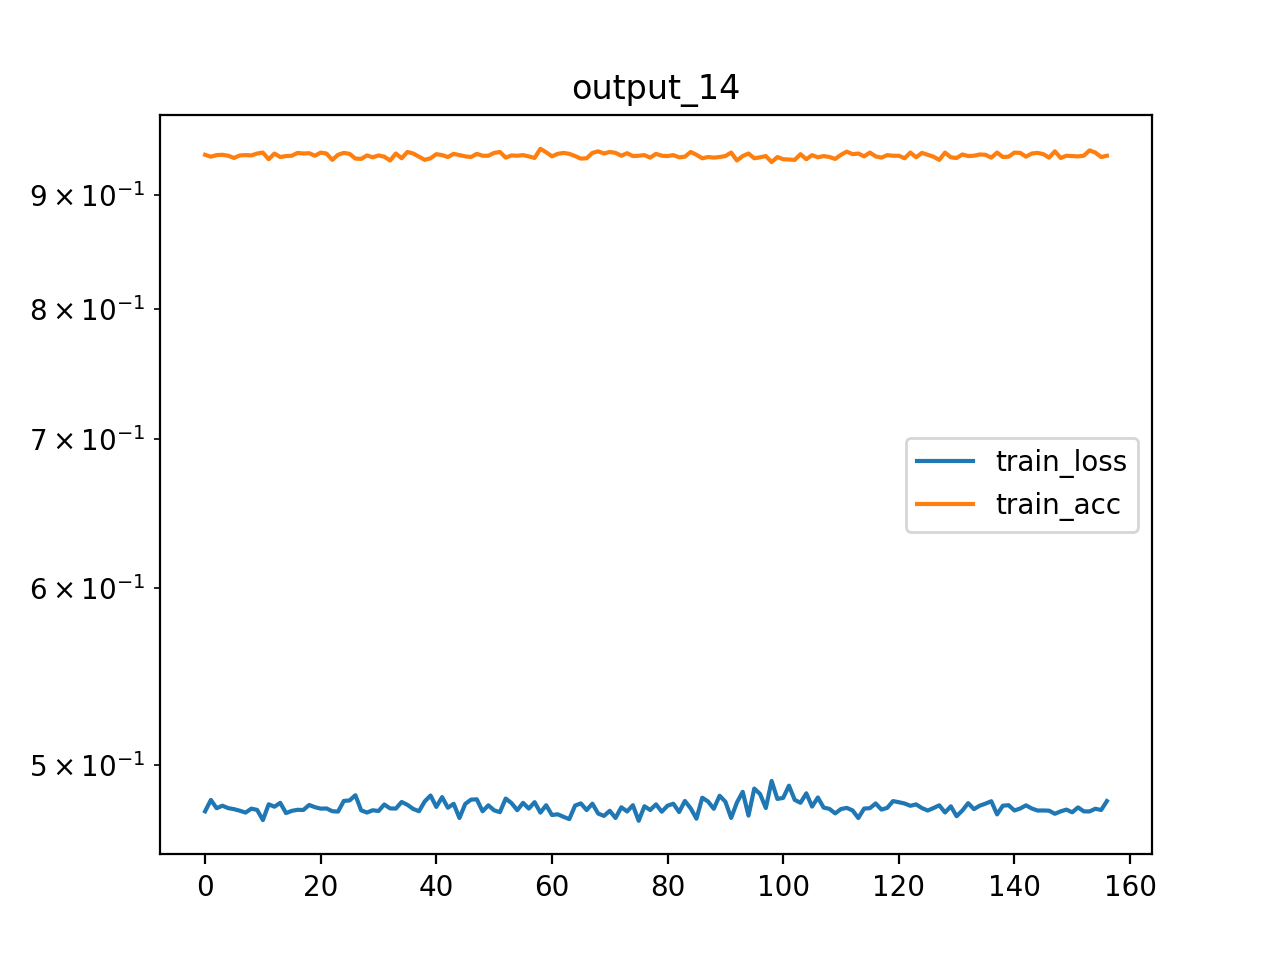 output_14
9 × 10⁻¹
8 × 10⁻¹
7 × 10⁻¹
6 × 10⁻¹
5 × 10⁻¹
train_loss
train_acc
0 20 40 60 80 100 120 140 160